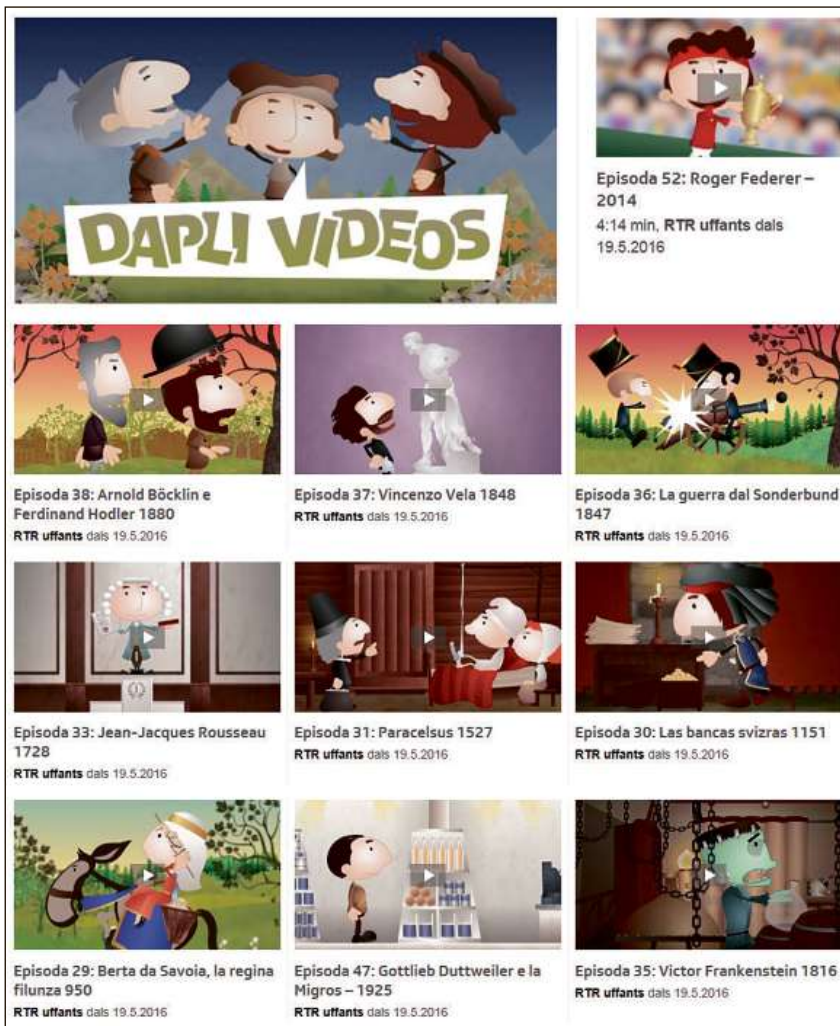 DAPLI VIDEOS
Episoda 52: Roger Federer –
2014
4:14 min, RTR uffants dals
19.5.2016
Episoda 38: Arnold Böcklin e
Ferdinand Hodler 1880
RTR uffants dals 19.5.2016
Episoda 37: Vincenzo Vela 1848
RTR uffants dals 19.5.2016
Episoda 36: La guerra dal Sonderbund
1847
RTR uffants dals 19.5.2016
Episoda 33: Jean-Jacques Rousseau
1728
RTR uffants dals 19.5.2016
Episoda 31: Paracelsus 1527
RTR uffants dals 19.5.2016
Episoda 30: Las bancas svizras 1151
RTR uffants dals 19.5.2016
Episoda 29: Berta da Savoia, la regina
filunza 950
RTR uffants dals 19.5.2016
Episoda 47: Gottlieb Duttweiler e la
Migros – 1925
RTR uffants dals 19.5.2016
Episoda 35: Victor Frankenstein 1816
RTR uffants dals 19.5.2016